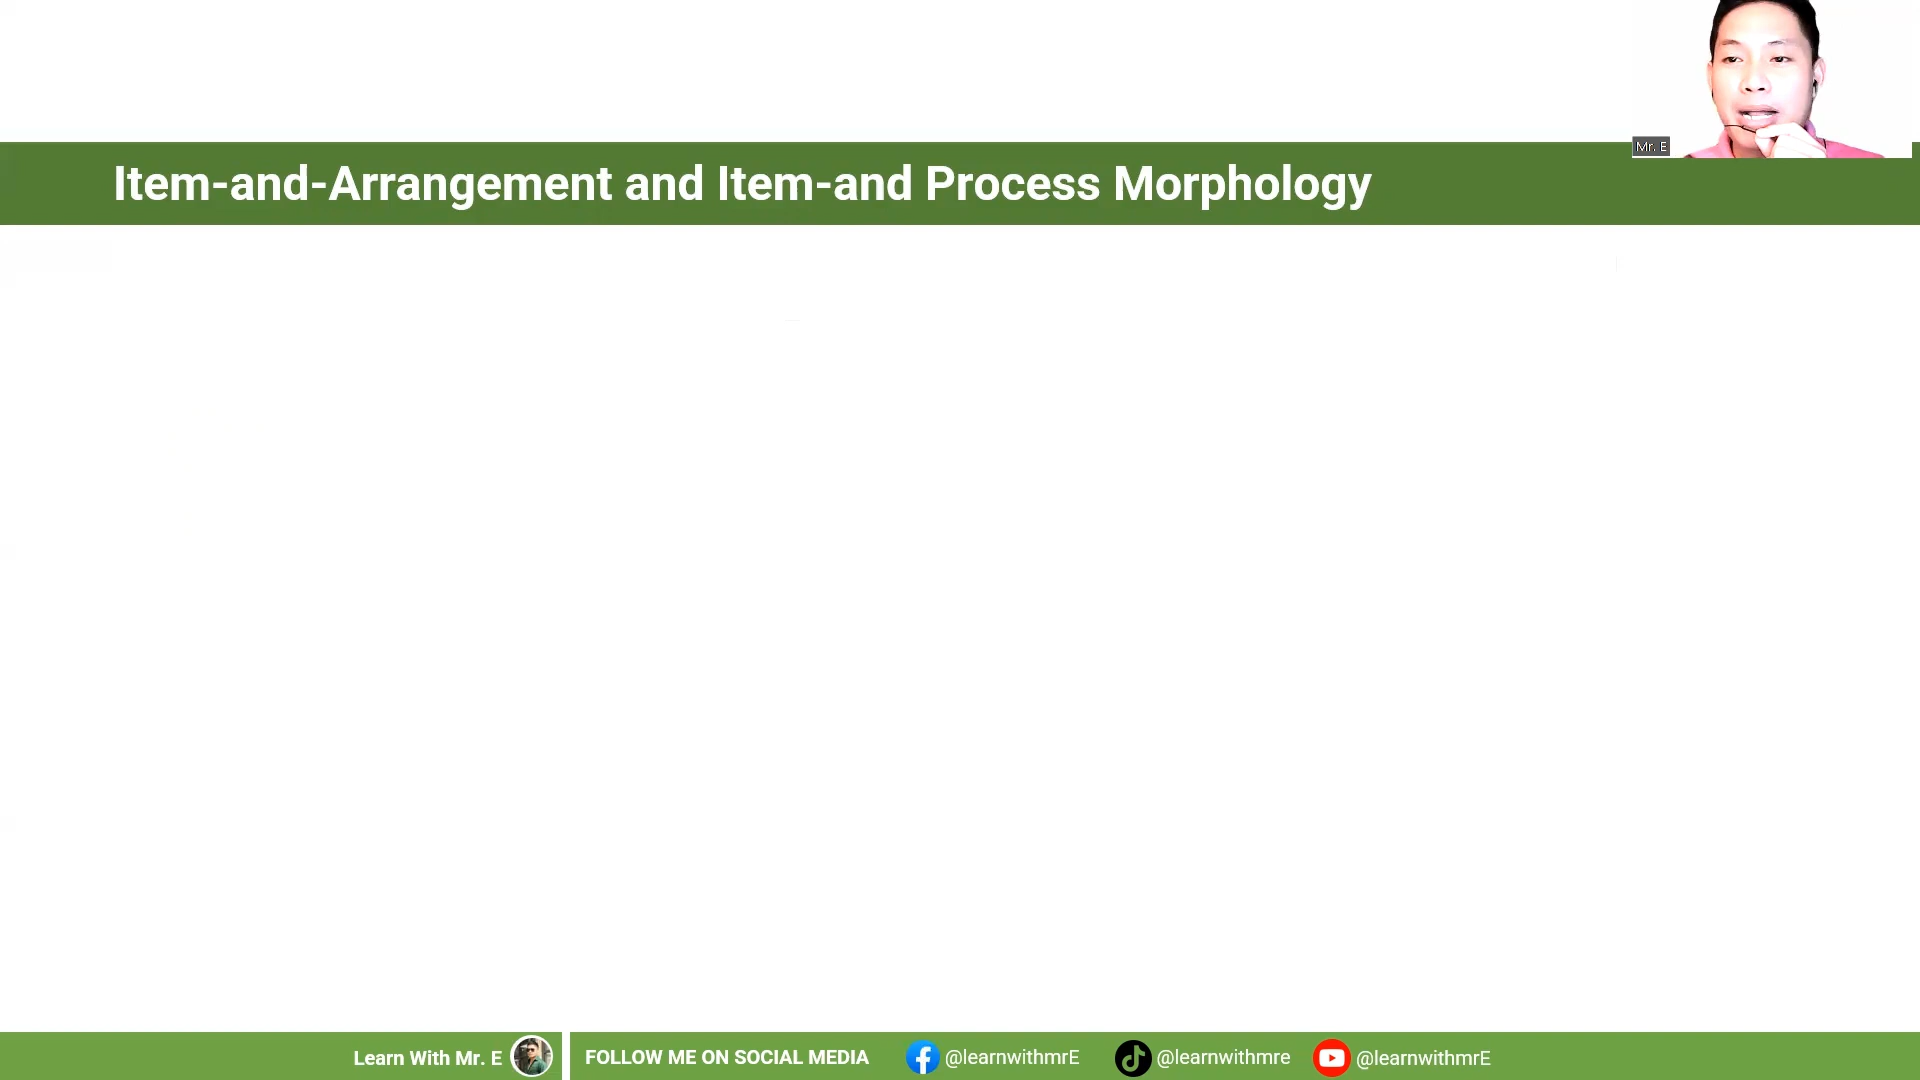 Mr. E
Item-and-Arrangement and Item-and Process Morphology
Learn With Mr. E
FOLLOW ME ON SOCIAL MEDIA
@learnwithmrE
@learnwithmre
@learnwithmrE